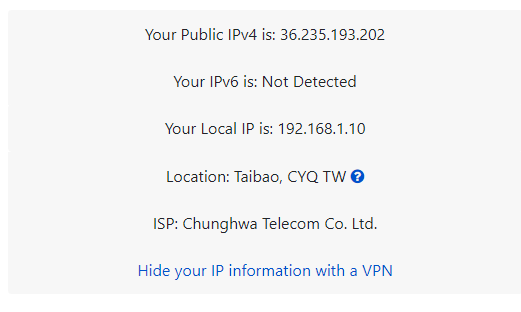 Your Public IPv4 is: 36.235.193.202
Your IPv6 is: Not Detected
Your Local IP is: 192.168.1.10
Location: Taibao, CYQ TW ?
ISP: Chunghwa Telecom Co. Ltd.
Hide your IP information with a VPN